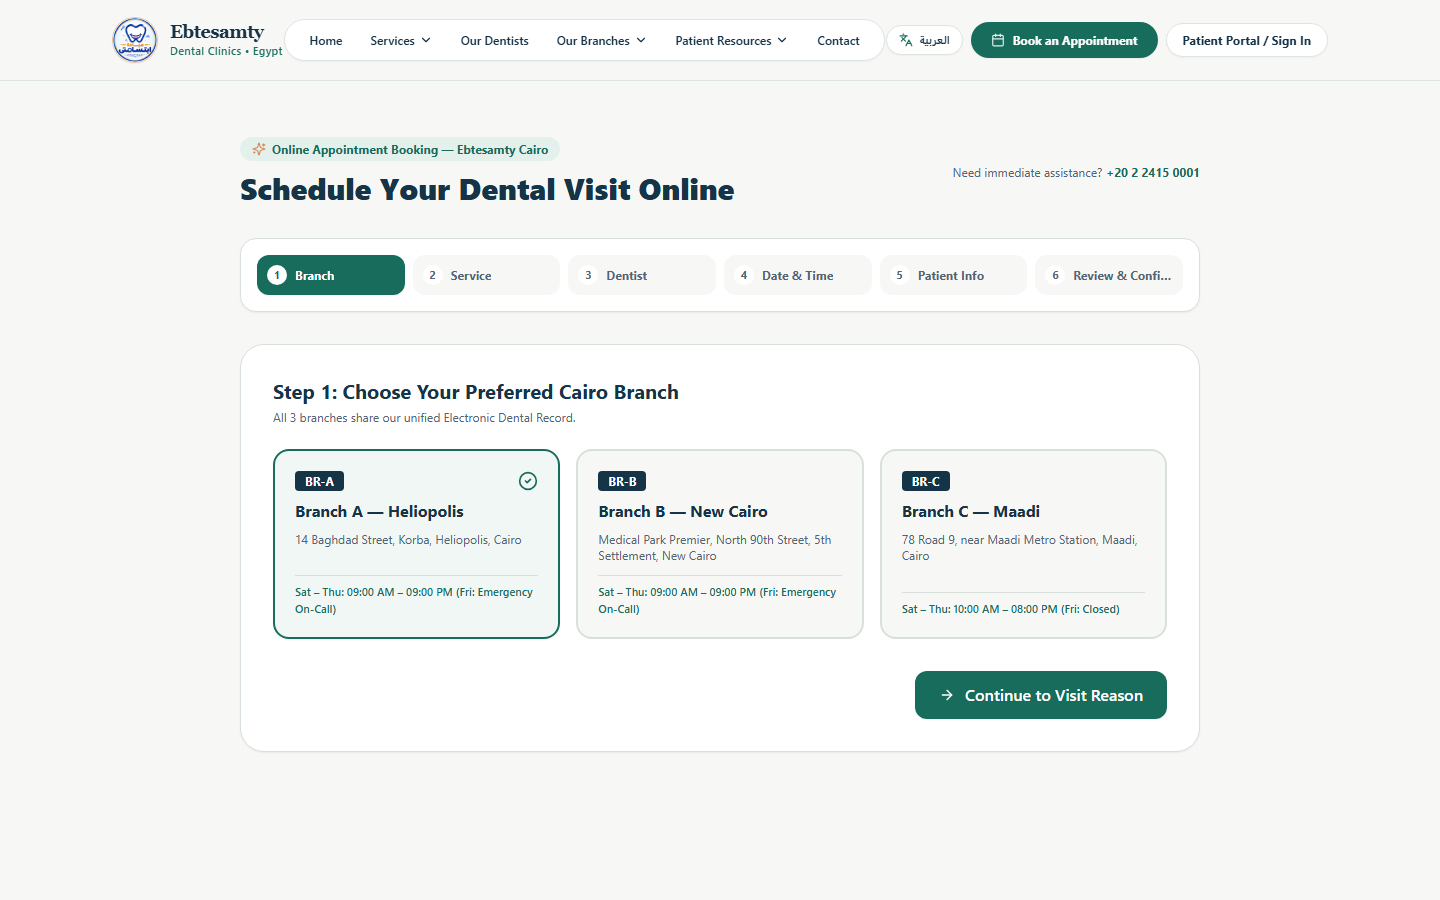 Ebtesamty
Dental Clinics • Egypt
Home
Services
Our Dentists
Our Branches
Patient Resources
Contact
العربية
Book an Appointment
Patient Portal / Sign In
Online Appointment Booking — Ebtesamty Cairo
Schedule Your Dental Visit Online
Need immediate assistance? +20 2 2415 0001
1 Branch
2 Service
3 Dentist
4 Date & Time
5 Patient Info
6 Review & Confi...
Step 1: Choose Your Preferred Cairo Branch
All 3 branches share our unified Electronic Dental Record.
BR-A
Branch A — Heliopolis
14 Baghdad Street, Korba, Heliopolis, Cairo
Sat – Thu: 09:00 AM – 09:00 PM (Fri: Emergency
On-Call)
BR-B
Branch B — New Cairo
Medical Park Premier, North 90th Street, 5th
Settlement, New Cairo
Sat – Thu: 09:00 AM – 09:00 PM (Fri: Emergency
On-Call)
BR-C
Branch C — Maadi
78 Road 9, near Maadi Metro Station, Maadi,
Cairo
Sat – Thu: 10:00 AM – 08:00 PM (Fri: Closed)
Continue to Visit Reason